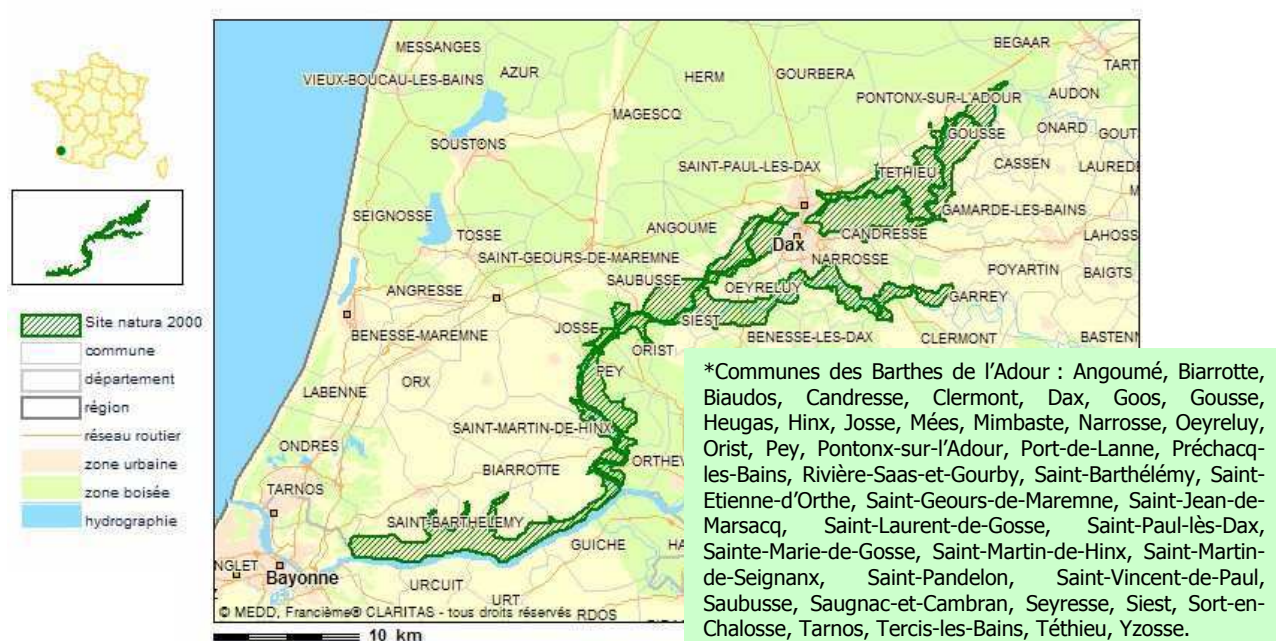 MESSANGES
BEGAAR
VIEUX-BOUCAU-LES-BAINS
AZUR
HERM
GOURBERA
TART
PONTONX-SUR-L'ADOUR
AUDON
MAGESCQ
SOUSTONS
GOUSSE
ONARD
GOUT
SAINT-PAUL-LES-DAX
CASSEN
TETHIEU
LAUREDE
SEIGNOSSE
GAMARDE-LES-BAINS
ANGOUME
TOSSE
CANDRESSE
LAHOSS
Dax
NARROSSE
SAINT-GEOURS-DE-MAREMNE
POYARTIN
BAIGTS
SAUBUSSE
OEYRELUY
ANGRESSE
GARREY
JOSSE
SIEST
BENESSE-MAREMNE
BENESSE-LES-DAX
CLERMONT
BASTENN
ORIST
PEY
LABENNE
ORX
SAINT-MARTIN-DE-HINX
ONDRES
BIARROTTE
ORTHEV
TARNOS
SAINT-BARTHELEMY
GUICHE
HA
NGLET
Bayonne
URCUIT
URT
RDOS
© MEDD, Francième® CLARITAS - tous droits réservés
10 km
Site natura 2000
commune
département
région
réseau routier
zone urbaine
zone boisée
hydrographie
*Communes des Barthes de l'Adour : Angoumé, Biarrotte,
Biaudos, Candresse, Clermont, Dax, Goos, Gousse,
Heugas, Hinx, Josse, Mées, Mimbaste, Narrosse, Oeyreluy,
Orist, Pey, Pontonx-sur-l'Adour, Port-de-Lanne, Préchacq-
les-Bains, Rivière-Saas-et-Gourby, Saint-Barthélémy, Saint-
Etienne-d'Orthe, Saint-Geours-de-Maremne, Saint-Jean-de-
Marsacq, Saint-Laurent-de-Gosse, Saint-Paul-lès-Dax,
Sainte-Marie-de-Gosse, Saint-Martin-de-Hinx, Saint-Martin-
de-Seignanx, Saint-Pandelon, Saint-Vincent-de-Paul,
Saubusse, Saugnac-et-Cambran, Seyresse, Siest, Sort-en-
Chalosse, Tarnos, Tercis-les-Bains, Téthieu, Yzosse.